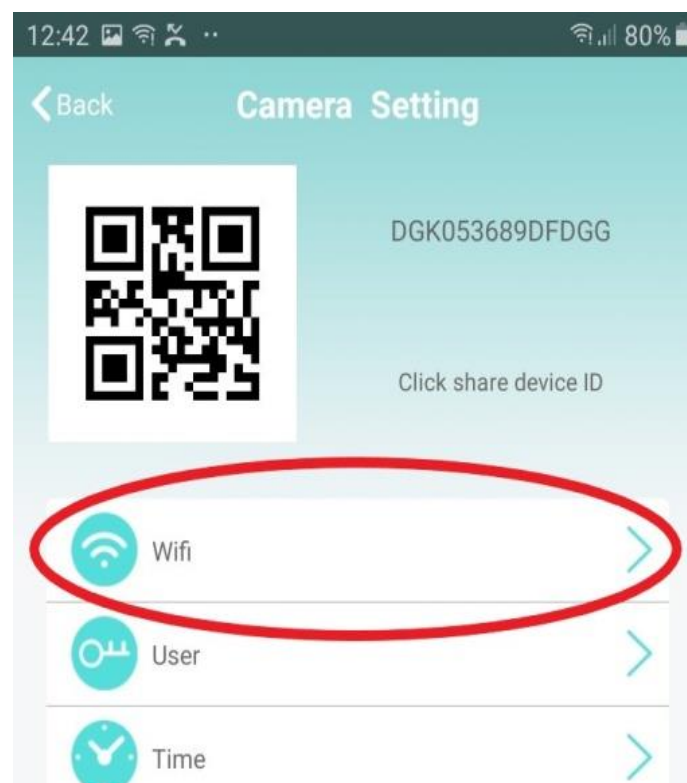 12:42 80%
Back Camera Setting
DGK053689DFDGG
Click share device ID
Wifi
User
Time